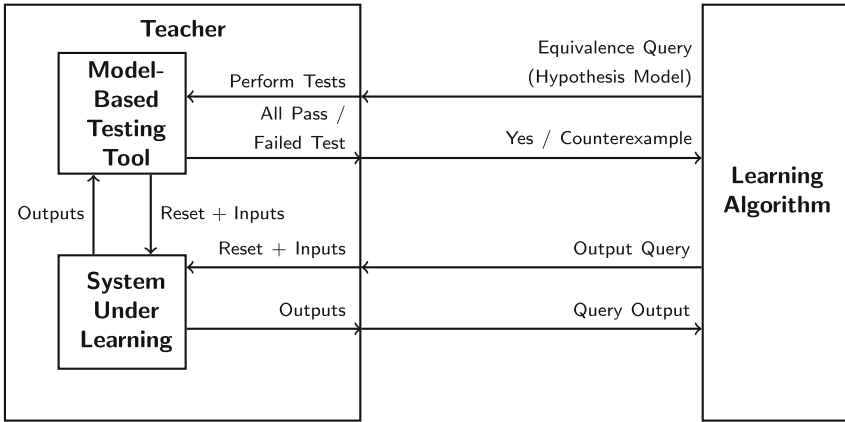 Teacher
Model-
Based
Testing
Tool
Perform Tests
All Pass /
Failed Test
Equivalence Query
(Hypothesis Model)
Yes / Counterexample
Learning
Algorithm
Outputs
Reset + Inputs
System
Under
Learning
Reset + Inputs
Outputs
Output Query
Query Output